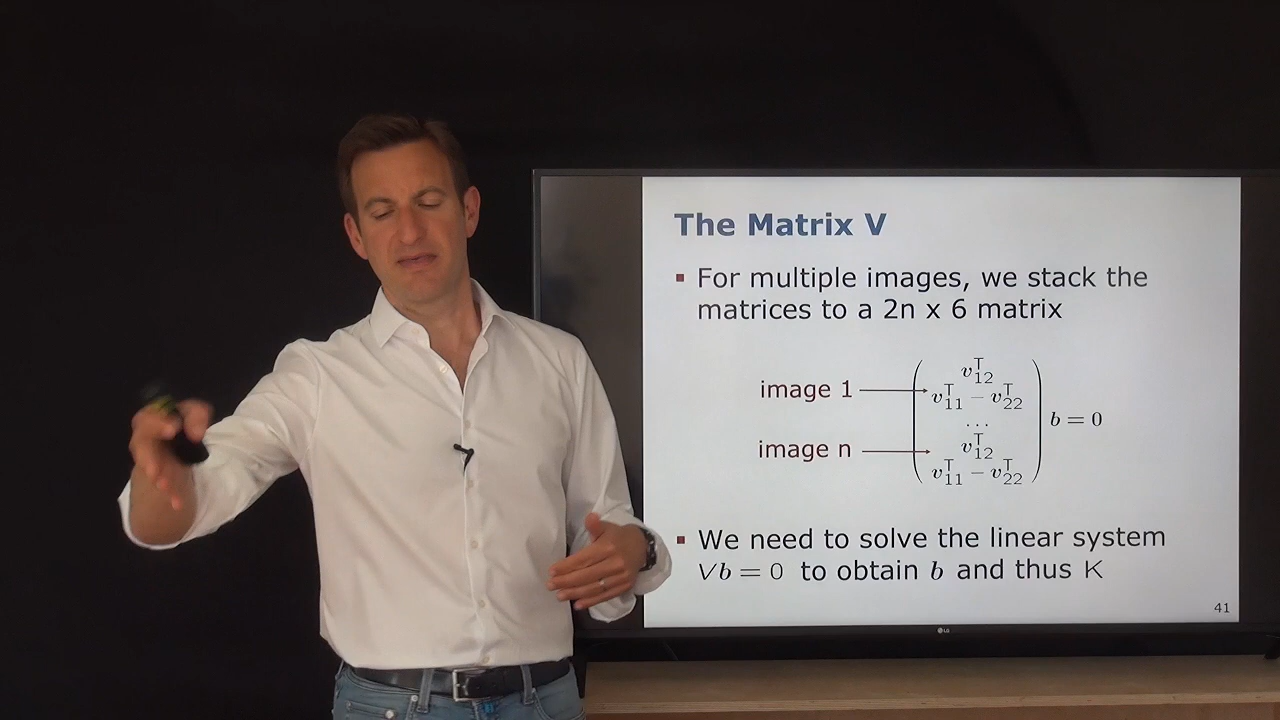 The Matrix V
▪ For multiple images, we stack the
matrices to a 2n x 6 matrix
v₁₂ᵀ
image 1 → v₁₁ᵀ − v₂₂ᵀ
... b = 0
image n → v₁₂ᵀ
v₁₁ᵀ − v₂₂ᵀ
▪ We need to solve the linear system
Vb = 0 to obtain b and thus K
41
LG